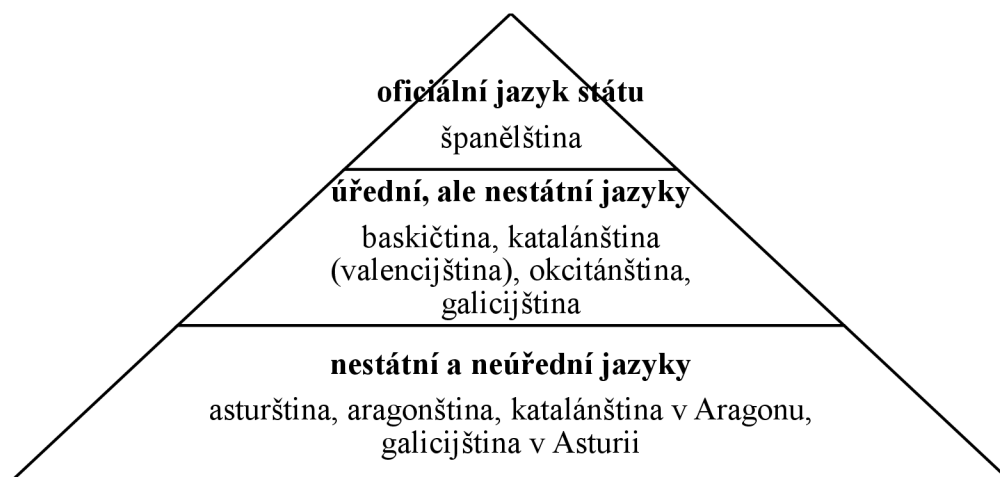 oficiální jazyk státu
španělština
úřední, ale nestátní jazyky
baskičtina, katalánština
(valencijština), okcitánština,
galicijština
nestátní a neúřední jazyky
asturština, aragonština, katalánština v Aragonu,
galicijština v Asturii